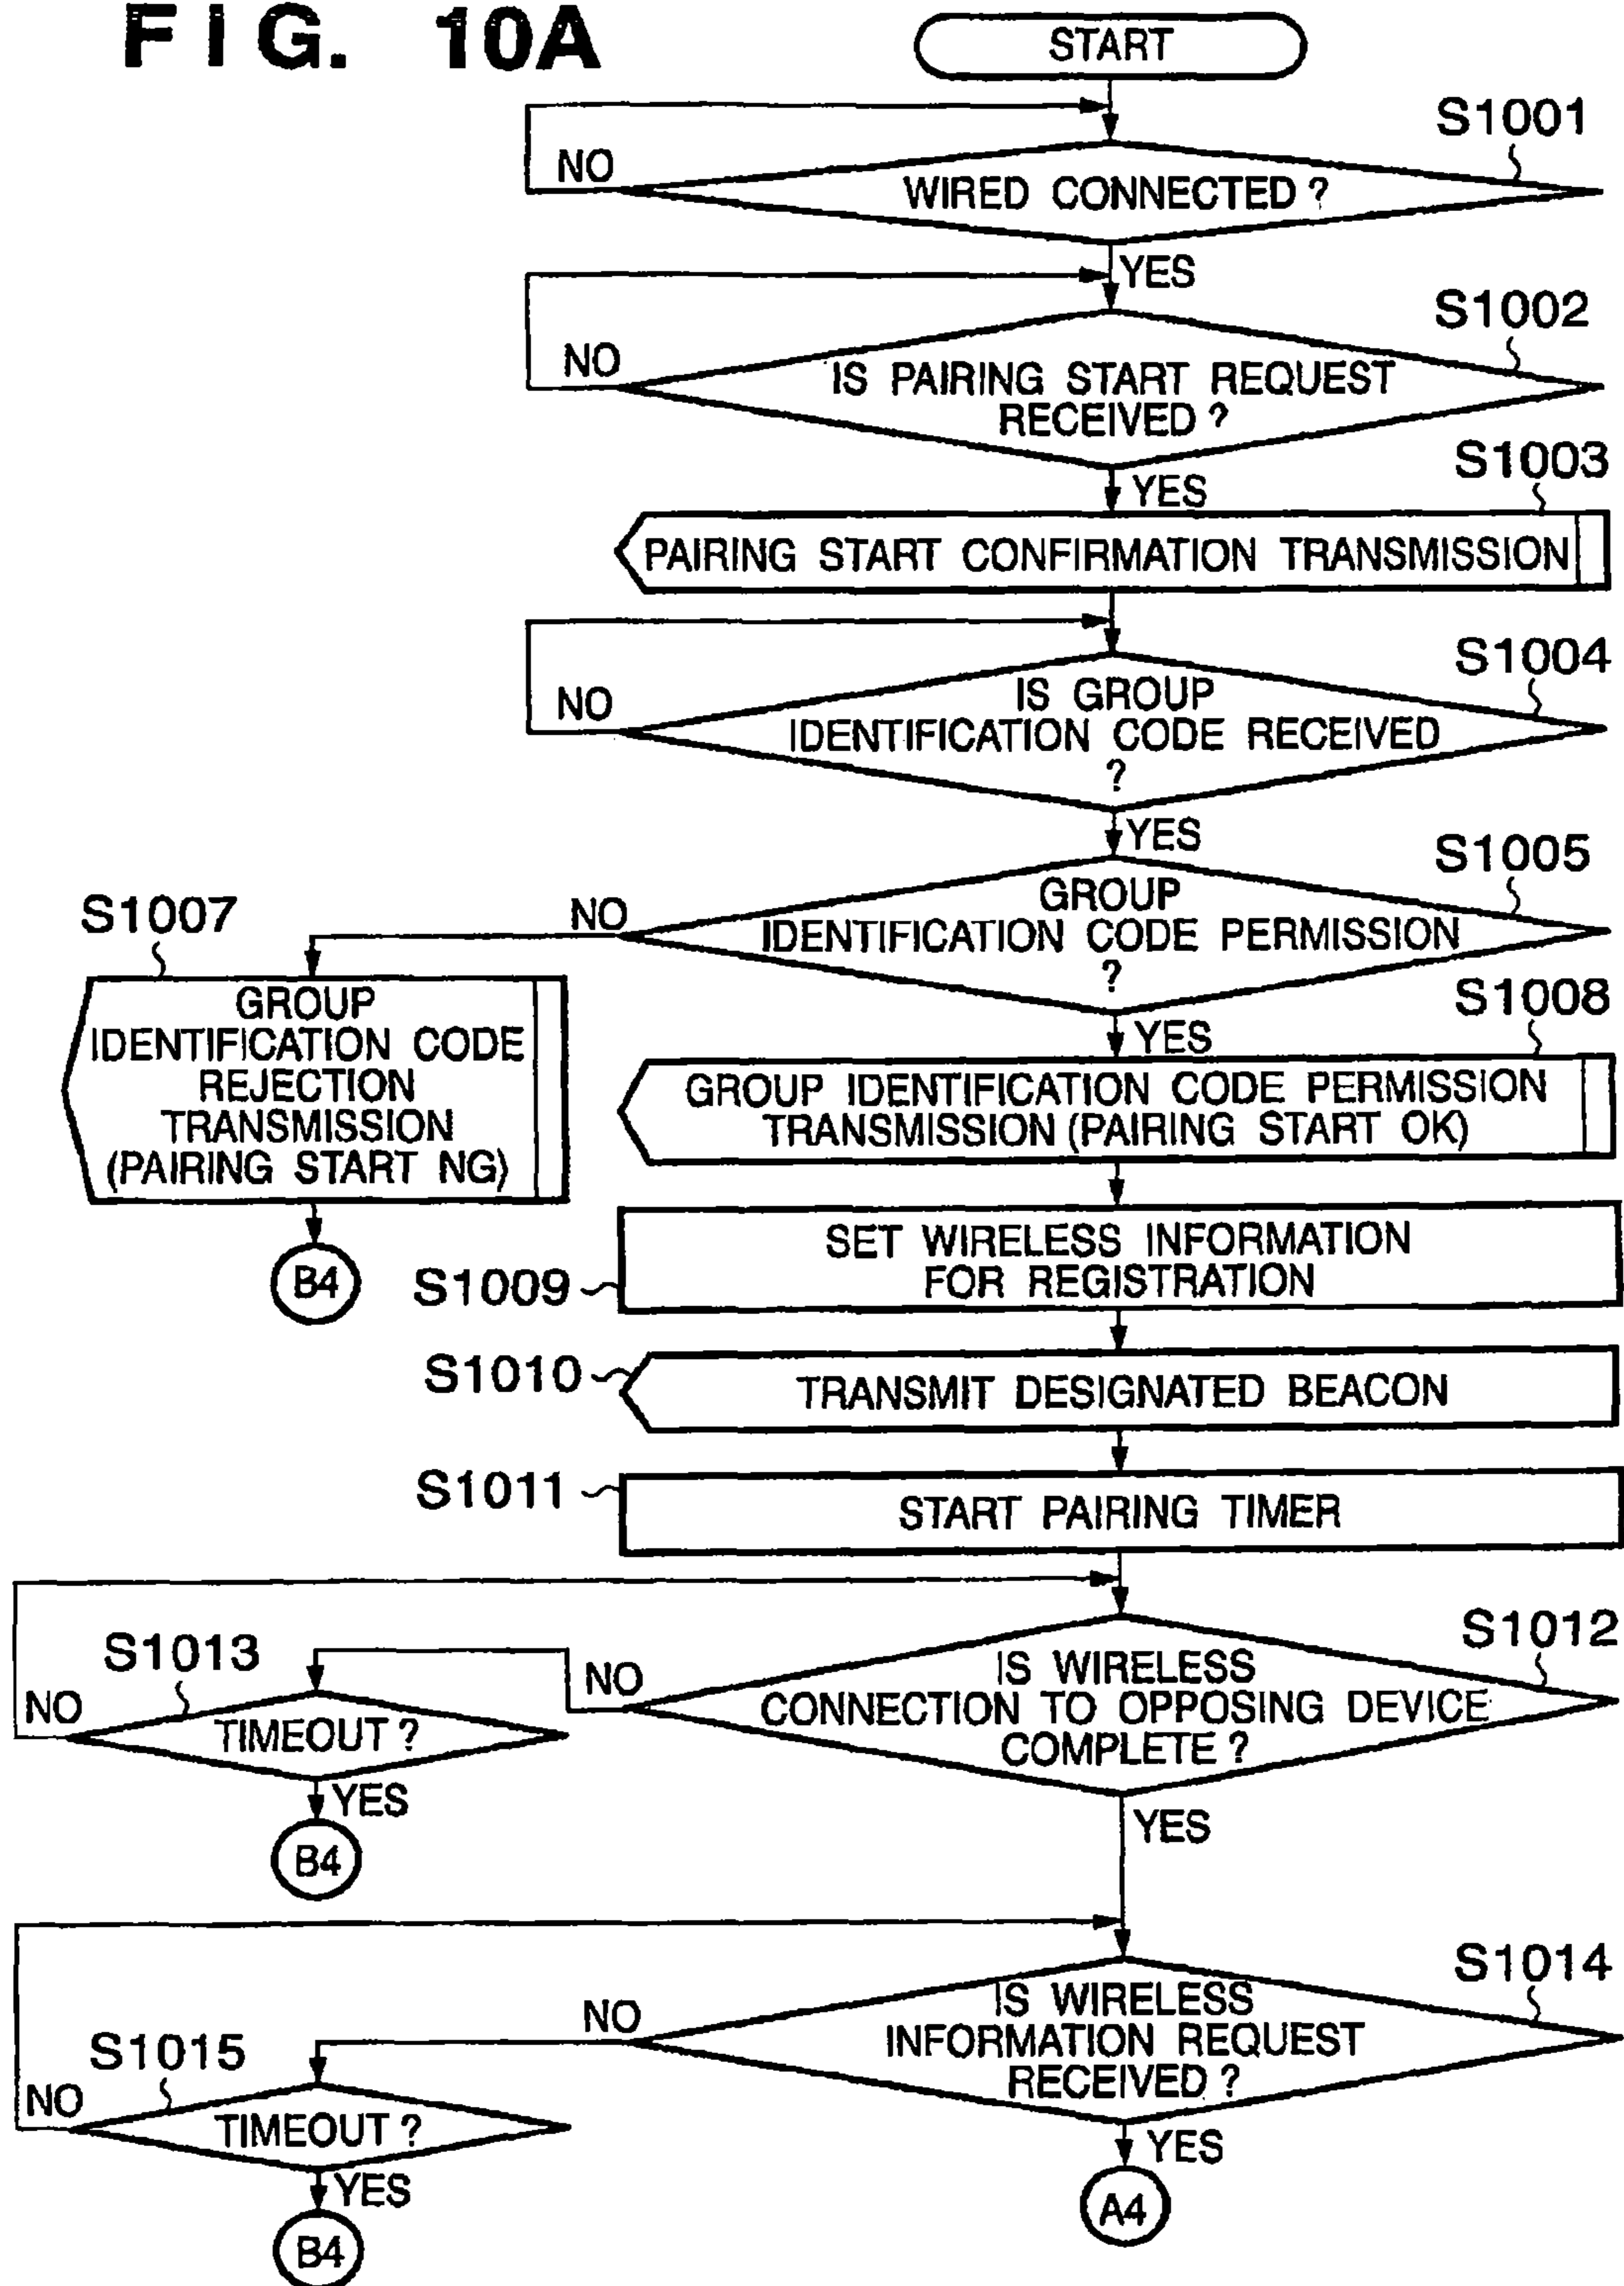 FIG. 10A
START
S1001
NO
WIRED CONNECTED ?
YES
S1002
NO
IS PAIRING START REQUEST
RECEIVED ?
S1003
YES
PAIRING START CONFIRMATION TRANSMISSION
S1004
NO
IS GROUP
IDENTIFICATION CODE RECEIVED
?
YES
S1005
S1007
NO
GROUP
IDENTIFICATION CODE PERMISSION
?
GROUP
IDENTIFICATION CODE
REJECTION
TRANSMISSION
(PAIRING START NG)
B4
YES
S1008
GROUP IDENTIFICATION CODE PERMISSION
TRANSMISSION (PAIRING START OK)
S1009
SET WIRELESS INFORMATION
FOR REGISTRATION
S1010
TRANSMIT DESIGNATED BEACON
S1011
START PAIRING TIMER
S1012
S1013
NO
IS WIRELESS
CONNECTION TO OPPOSING DEVICE
COMPLETE ?
NO
TIMEOUT ?
YES
B4
YES
S1014
NO
IS WIRELESS
INFORMATION REQUEST
RECEIVED ?
S1015
NO
TIMEOUT ?
YES
B4
YES
A4